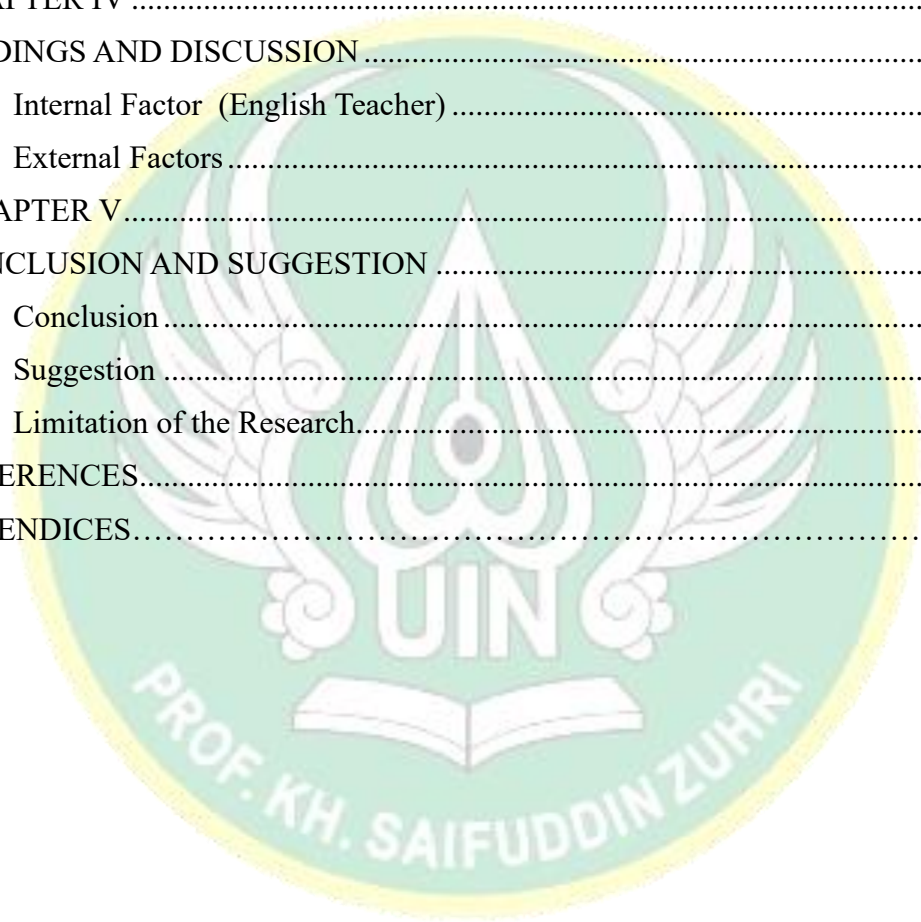 APTER IV ....................................................................................
DINGS AND DISCUSSION ....................................................................
Internal Factor  (English Teacher) ............................................................
External Factors ....................................................................................
APTER V ....................................................................................
NCLUSION AND SUGGESTION ............................................................
Conclusion ....................................................................................
Suggestion ....................................................................................
Limitation of the Research ....................................................................
ERENCES ....................................................................................
ENDICES ....................................................................................
UIN
PROF. KH. SAIFUDDIN ZUHRI